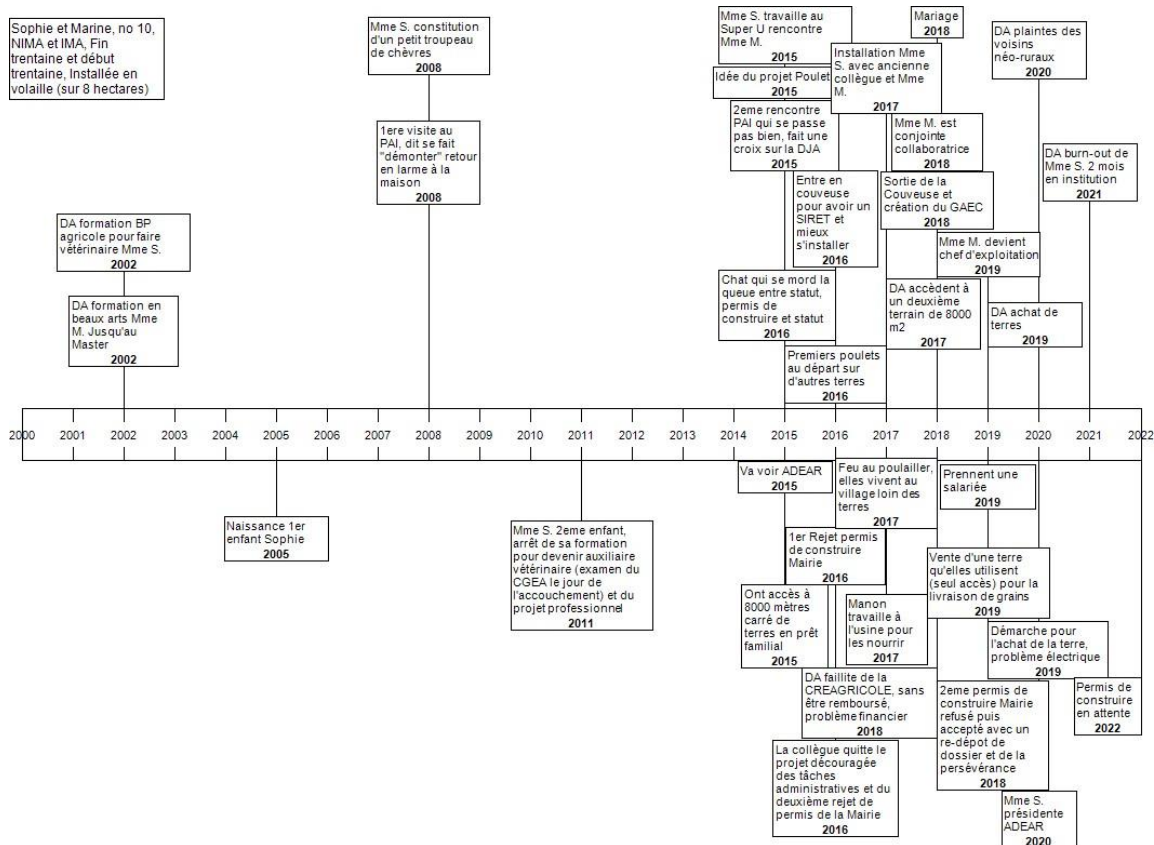 Sophie et Marine, no 10,
NIMA et IMA, Fin
trentaine et début
trentaine, Installée en
volaille (sur 8 hectares)
Mme S. constitution
d'un petit troupeau
de chèvres
2008
1ere visite au
PAI, dit se fait
"démonter" retour
en larme à la
maison
2008
DA formation BP
agricole pour faire
vétérinaire Mme S.
2002
DA formation en
beaux arts Mme
M. Jusqu'au
Master
2002
Mme S. travaille au
Super U rencontre
Mme M.
2015
Idée du projet Poulet
2015
2eme rencontre
PAI qui se passe
pas bien, fait une
croix sur la DJA
2015
Entre en
couveuse
pour avoir un
SIRET et
mieux
s'installer
2016
Chat qui se mord la
queue entre statut,
permis de
construire et statut
2016
Premiers poulets
au départ sur
d'autres terres
2016
Installation Mme
S. avec ancienne
collègue et Mme
M.
2017
Mariage
2018
Mme M. est
conjointe
collaboratrice
2018
Sortie de la
Couveuse et
création du GAEC
2018
Mme M. devient
chef d'exploitation
2019
DA accèdent à
un deuxième
terrain de 8000
m2
2017
DA achat de
terres
2019
DA plaintes des
voisins
néo-ruraux
2020
DA burn-out de
Mme S. 2 mois
en institution
2021
2000 2001 2002 2003 2004 2005 2006 2007 2008 2009 2010 2011 2012 2013 2014 2015 2016 2017 2018 2019 2020 2021 2022
Naissance 1er
enfant Sophie
2005
Mme S. 2eme enfant,
arrêt de sa formation
pour devenir auxiliaire
vétérinaire (examen du
CGEA le jour de
l'accouchement) et du
projet professionnel
2011
Va voir ADEAR
2015
Feu au poulailler,
elles vivent au
village loin des
terres
2017
Prennent une
salariée
2019
1er Rejet permis
de construire
Mairie
2016
Vente d'une terre
qu'elles utilisent
(seul accès) pour la
livraison de grains
2019
Ont accès à
8000 mètres
carré de
terres en prêt
familial
2015
Manon
travaille à
l'usine pour
les nourrir
2017
Démarche pour
l'achat de la terre,
problème électrique
2019
DA faillite de la
CREAGRICOLE, sans
être remboursé,
problème financier
2018
2eme permis de
construire Mairie
refusé puis
accepté avec un
re-dépot de
dossier et de la
persévérance
2018
Permis de
construire
en attente
2022
La collègue quitte le
projet découragée
des tâches
administratives et du
deuxième rejet de
permis de la Mairie
2016
Mme S.
présidente
ADEAR
2020